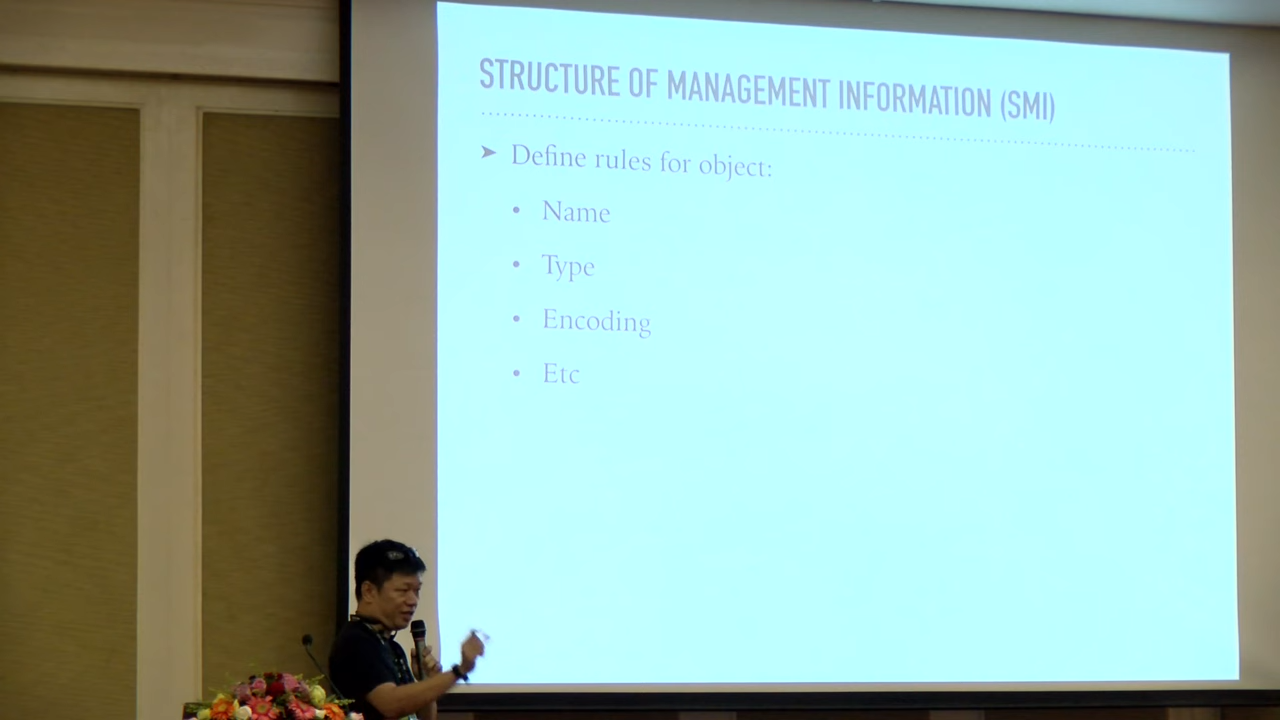 STRUCTURE OF MANAGEMENT INFORMATION (SMI)
➤ Define rules for object:
• Name
• Type
• Encoding
• Etc